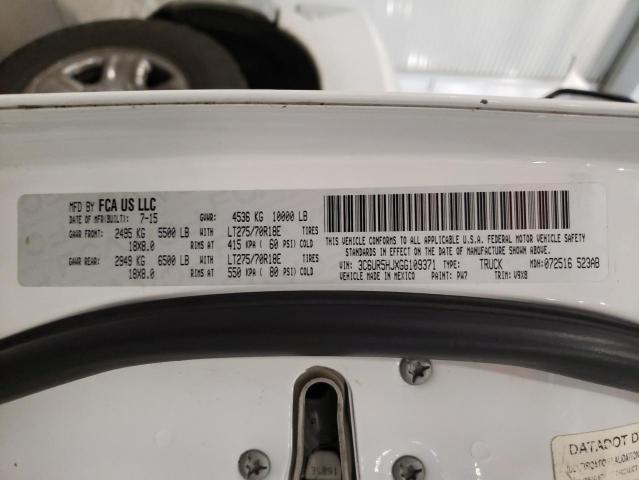 MFD BY FCA US LLC
DATE OF MFR(BUILT): 7-15 GVWR: 4536 KG 10000 LB
GAWR FRONT: 2495 KG 5500 LB WITH LT275/70R18E TIRES
18X8.0 RIMS AT 415 KPA ( 60 PSI) COLD
GAWR REAR: 2949 KG 6500 LB WITH LT275/70R18E TIRES
18X8.0 RIMS AT 550 KPA ( 80 PSI) COLD
THIS VEHICLE CONFORMS TO ALL APPLICABLE U.S.A. FEDERAL MOTOR VEHICLE SAFETY
STANDARDS IN EFFECT ON THE DATE OF MANUFACTURE SHOWN ABOVE.
VIN: 3C6UR5HJXGG109371 TYPE: TRUCK MDH: 072516 523AB
VEHICLE MADE IN MEXICO PAINT: PW7 TRIM: V9X8
DATADOT D